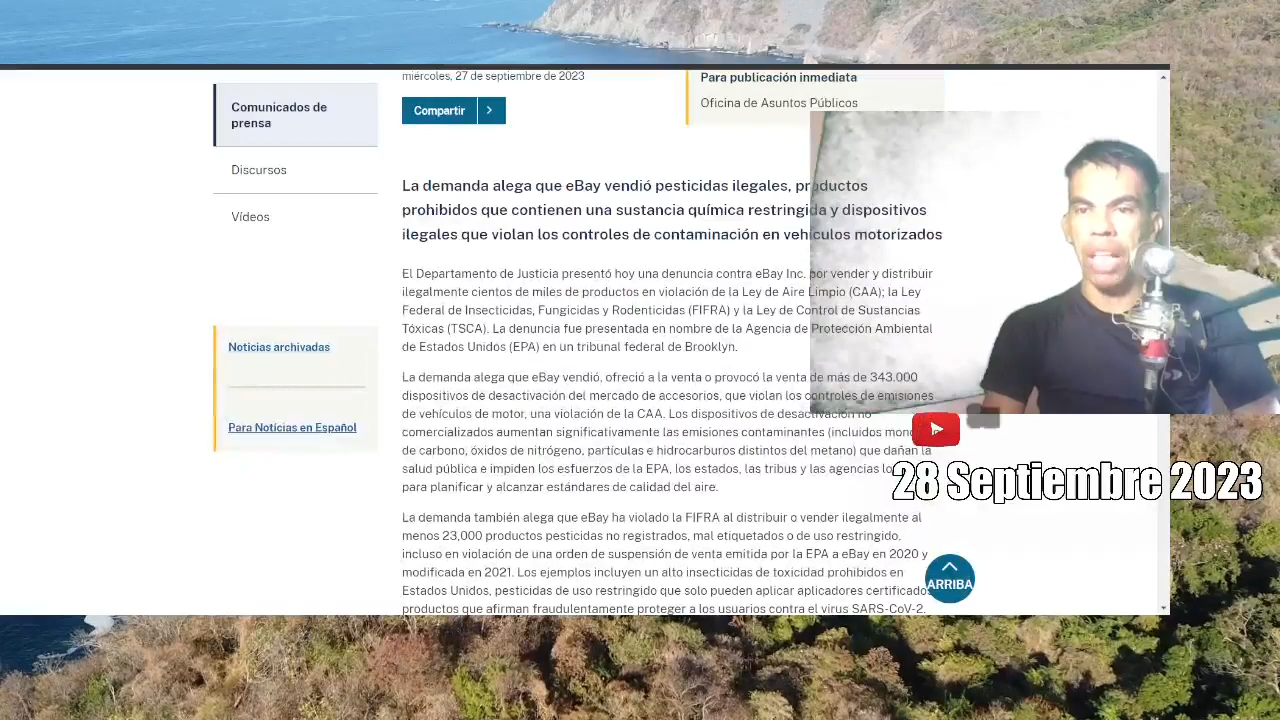 miércoles, 27 de septiembre de 2023
Compartir
Para publicación inmediata
Oficina de Asuntos Públicos
Comunicados de
prensa
Discursos
Vídeos
Noticias archivadas
Para Notícias en Español
La demanda alega que eBay vendió pesticidas ilegales, productos
prohibidos que contienen una sustancia química restringida y dispositivos
ilegales que violan los controles de contaminación en vehículos motorizados
El Departamento de Justicia presentó hoy una denuncia contra eBay Inc. por vender y distribuir
ilegalmente cientos de miles de productos en violación de la Ley de Aire Limpio (CAA); la Ley
Federal de Insecticidas, Fungicidas y Rodenticidas (FIFRA) y la Ley de Control de Sustancias
Tóxicas (TSCA). La denuncia fue presentada en nombre de la Agencia de Protección Ambiental
de Estados Unidos (EPA) en un tribunal federal de Brooklyn.
La demanda alega que eBay vendió, ofreció a la venta o provocó la venta de más de 343.000
dispositivos de desactivación del mercado de accesorios, que violan los controles de emisiones
de vehículos de motor, una violación de la CAA. Los dispositivos de desactivación no
comercializados aumentan significativamente las emisiones contaminantes (incluidos
de carbono, óxidos de nitrógeno, partículas e hidrocarburos distintos del metano) que dañan la
salud pública e impiden los esfuerzos de la EPA, los estados, las tribus y las agencias
para planificar y alcanzar estándares de calidad del aire.
La demanda también alega que eBay ha violado la FIFRA al distribuir o vender ilegalmente al
menos 23,000 productos pesticidas no registrados, mal etiquetados o de uso restringido,
incluso en violación de una orden de suspensión de venta emitida por la EPA a eBay en 2020 y
modificada en 2021. Los ejemplos incluyen un alto insecticidas de toxicidad prohibidos en
Estados Unidos, pesticidas de uso restringido que solo pueden aplicar aplicadores certificados
productos que afirman fraudulentamente proteger a los usuarios contra el virus SARS-CoV-2.
28 Septiembre 2023
ARRIBA